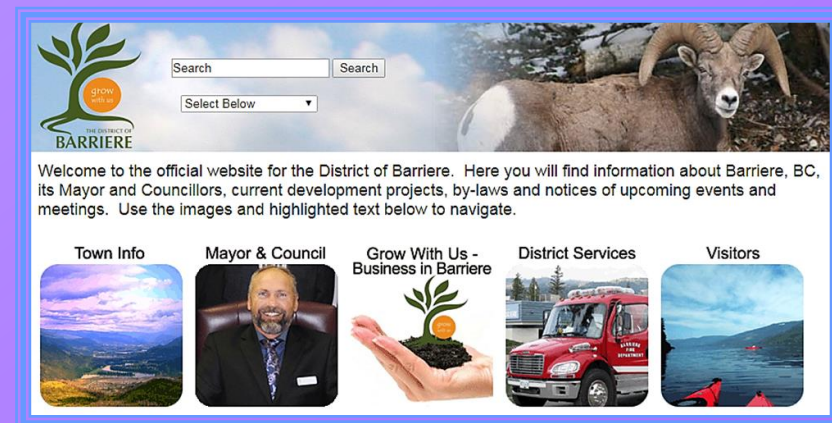 grow
with us
THE DISTRICT OF
BARRIERE
Search
Search
Select Below
Welcome to the official website for the District of Barriere. Here you will find information about Barriere, BC,
its Mayor and Councillors, current development projects, by-laws and notices of upcoming events and
meetings. Use the images and highlighted text below to navigate.
Town Info
Mayor & Council
Grow With Us -
Business in Barriere
District Services
Visitors
grow
with us
BARRIERE
FIRE
DEPARTMENT